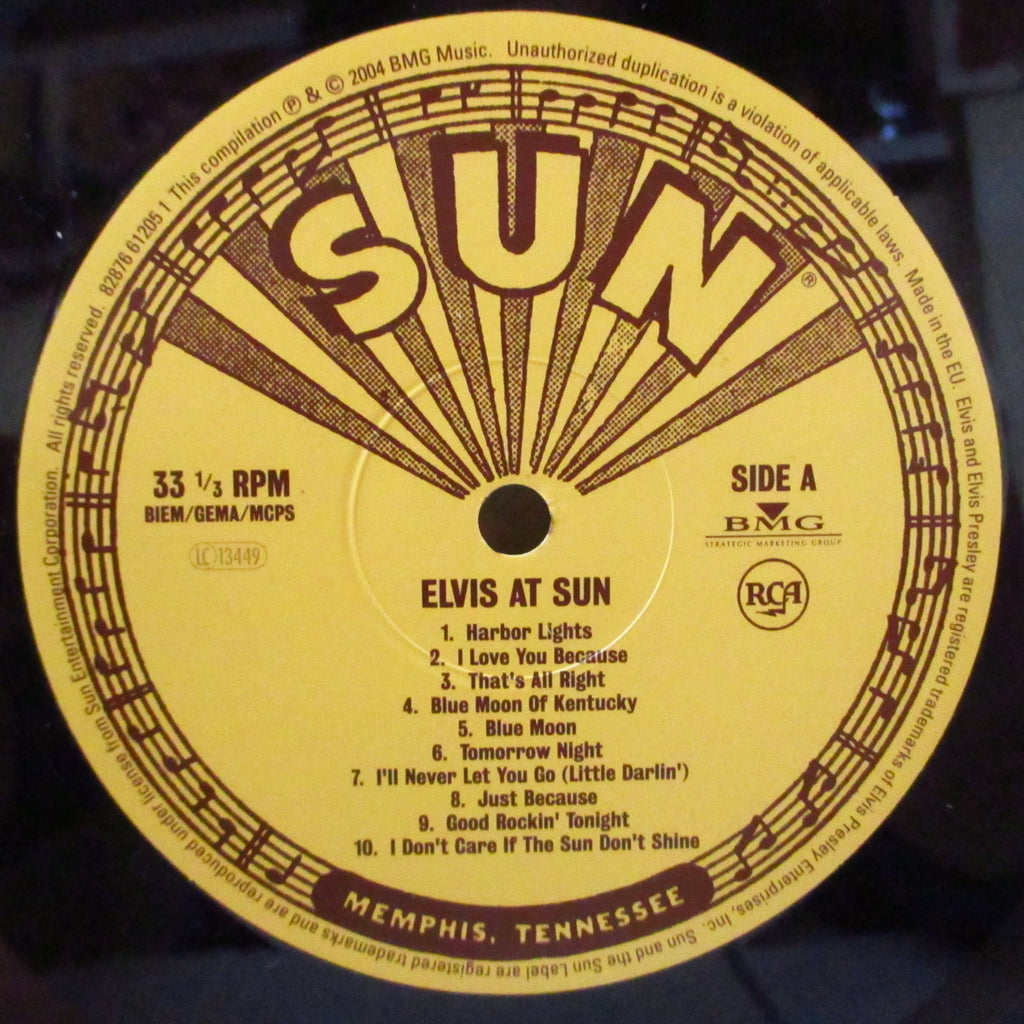 82876 61205 1 This compilation ℗ & © 2004 BMG Music. Unauthorized duplication is a violation of applicable laws. Made in the EU. Elvis and Elvis Presley are registered trademarks of Elvis Presley Enterprises, Inc. Sun and the Sun Label are registered trademarks and are reproduced under license from Sun Entertainment Corporation. All rights reserved.
SUN®
33 1/3 RPM
BIEM/GEMA/MCPS
LC 13449
SIDE A
BMG
STRATEGIC MARKETING GROUP
RCA
ELVIS AT SUN
1. Harbor Lights
2. I Love You Because
3. That's All Right
4. Blue Moon Of Kentucky
5. Blue Moon
6. Tomorrow Night
7. I'll Never Let You Go (Little Darlin')
8. Just Because
9. Good Rockin' Tonight
10. I Don't Care If The Sun Don't Shine
MEMPHIS, TENNESSEE